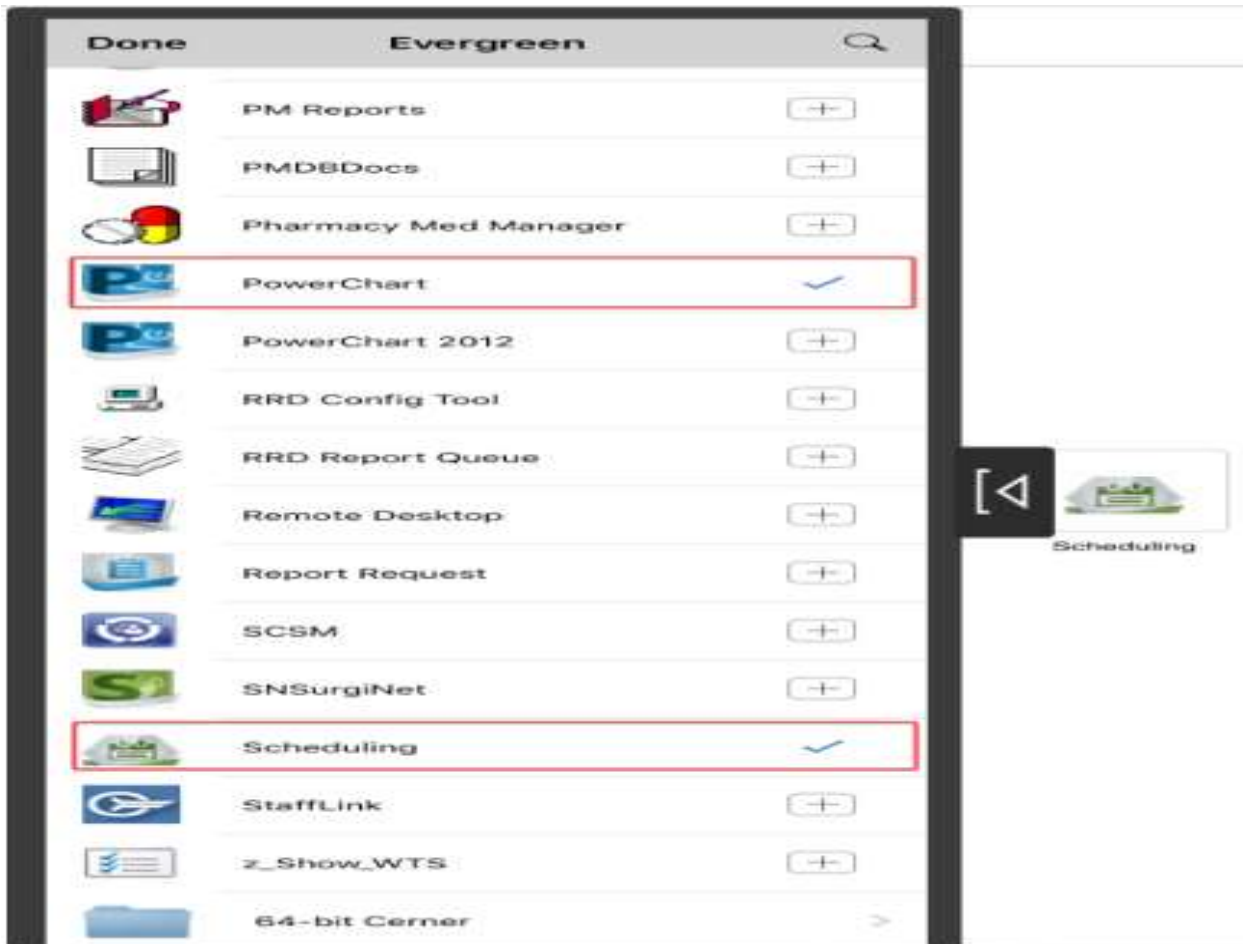 Done
Evergreen
PM Reports
PMDBDocs
Pharmacy Med Manager
PowerChart
PowerChart 2012
RRD Config Tool
RRD Report Queue
Remote Desktop
Report Request
SCSM
SNSurgiNet
Scheduling
StaffLink
z_Show_WTS
64-bit Cerner
Scheduling